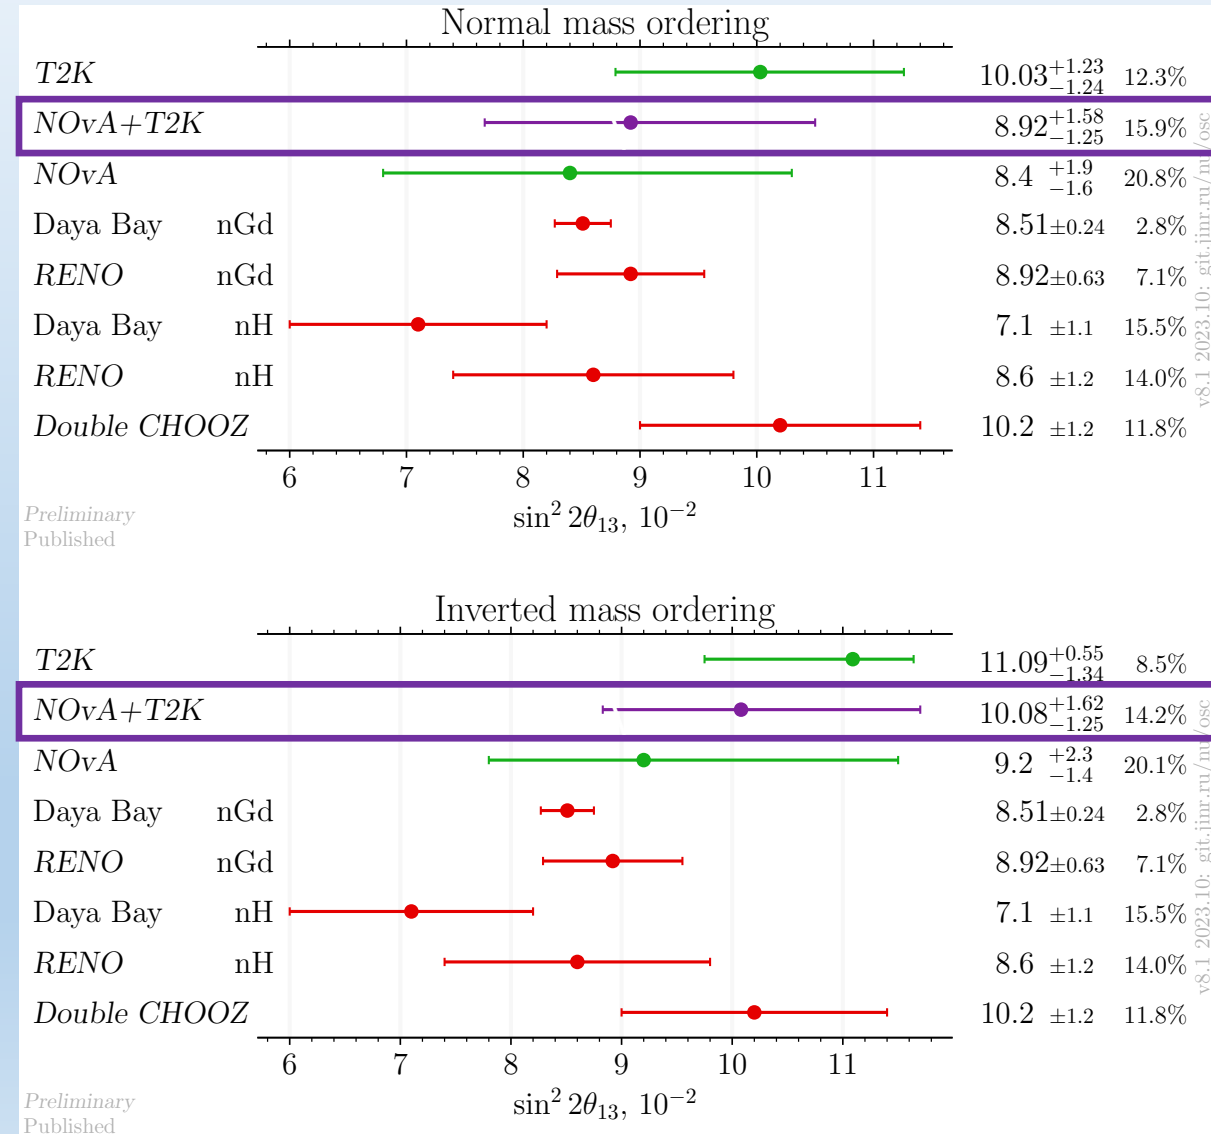 Normal mass ordering
T2K 10.03 +1.23 −1.24 12.3%
NOvA+T2K 8.92 +1.58 −1.25 15.9%
NOvA 8.4 +1.9 −1.6 20.8%
Daya Bay nGd 8.51±0.24 2.8%
RENO nGd 8.92±0.63 7.1%
Daya Bay nH 7.1 ±1.1 15.5%
RENO nH 8.6 ±1.2 14.0%
Double CHOOZ 10.2 ±1.2 11.8%
6 7 8 9 10 11
sin² 2θ₁₃, 10⁻²
Preliminary
Published
v8.1 2023.10: git.jinr.ru/nu/osc
Inverted mass ordering
T2K 11.09 +0.55 −1.34 8.5%
NOvA+T2K 10.08 +1.62 −1.25 14.2%
NOvA 9.2 +2.3 −1.4 20.1%
Daya Bay nGd 8.51±0.24 2.8%
RENO nGd 8.92±0.63 7.1%
Daya Bay nH 7.1 ±1.1 15.5%
RENO nH 8.6 ±1.2 14.0%
Double CHOOZ 10.2 ±1.2 11.8%
6 7 8 9 10 11
sin² 2θ₁₃, 10⁻²
Preliminary
Published
v8.1 2023.10: git.jinr.ru/nu/osc